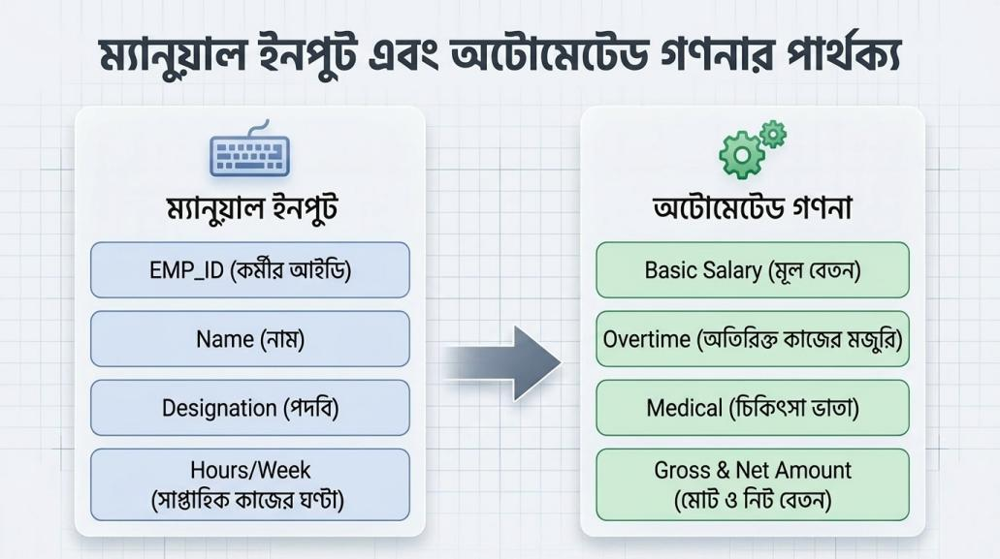 ম্যানুয়াল ইনপুট এবং অটোমেটেড গণনার পার্থক্য
ম্যানুয়াল ইনপুট
EMP_ID (কর্মীর আইডি)
Name (নাম)
Designation (পদবি)
Hours/Week
(সাপ্তাহিক কাজের ঘণ্টা)
অটোমেটেড গণনা
Basic Salary (মূল বেতন)
Overtime (অতিরিক্ত কাজের মজুরি)
Medical (চিকিৎসা ভাতা)
Gross & Net Amount
(মোট ও নিট বেতন)